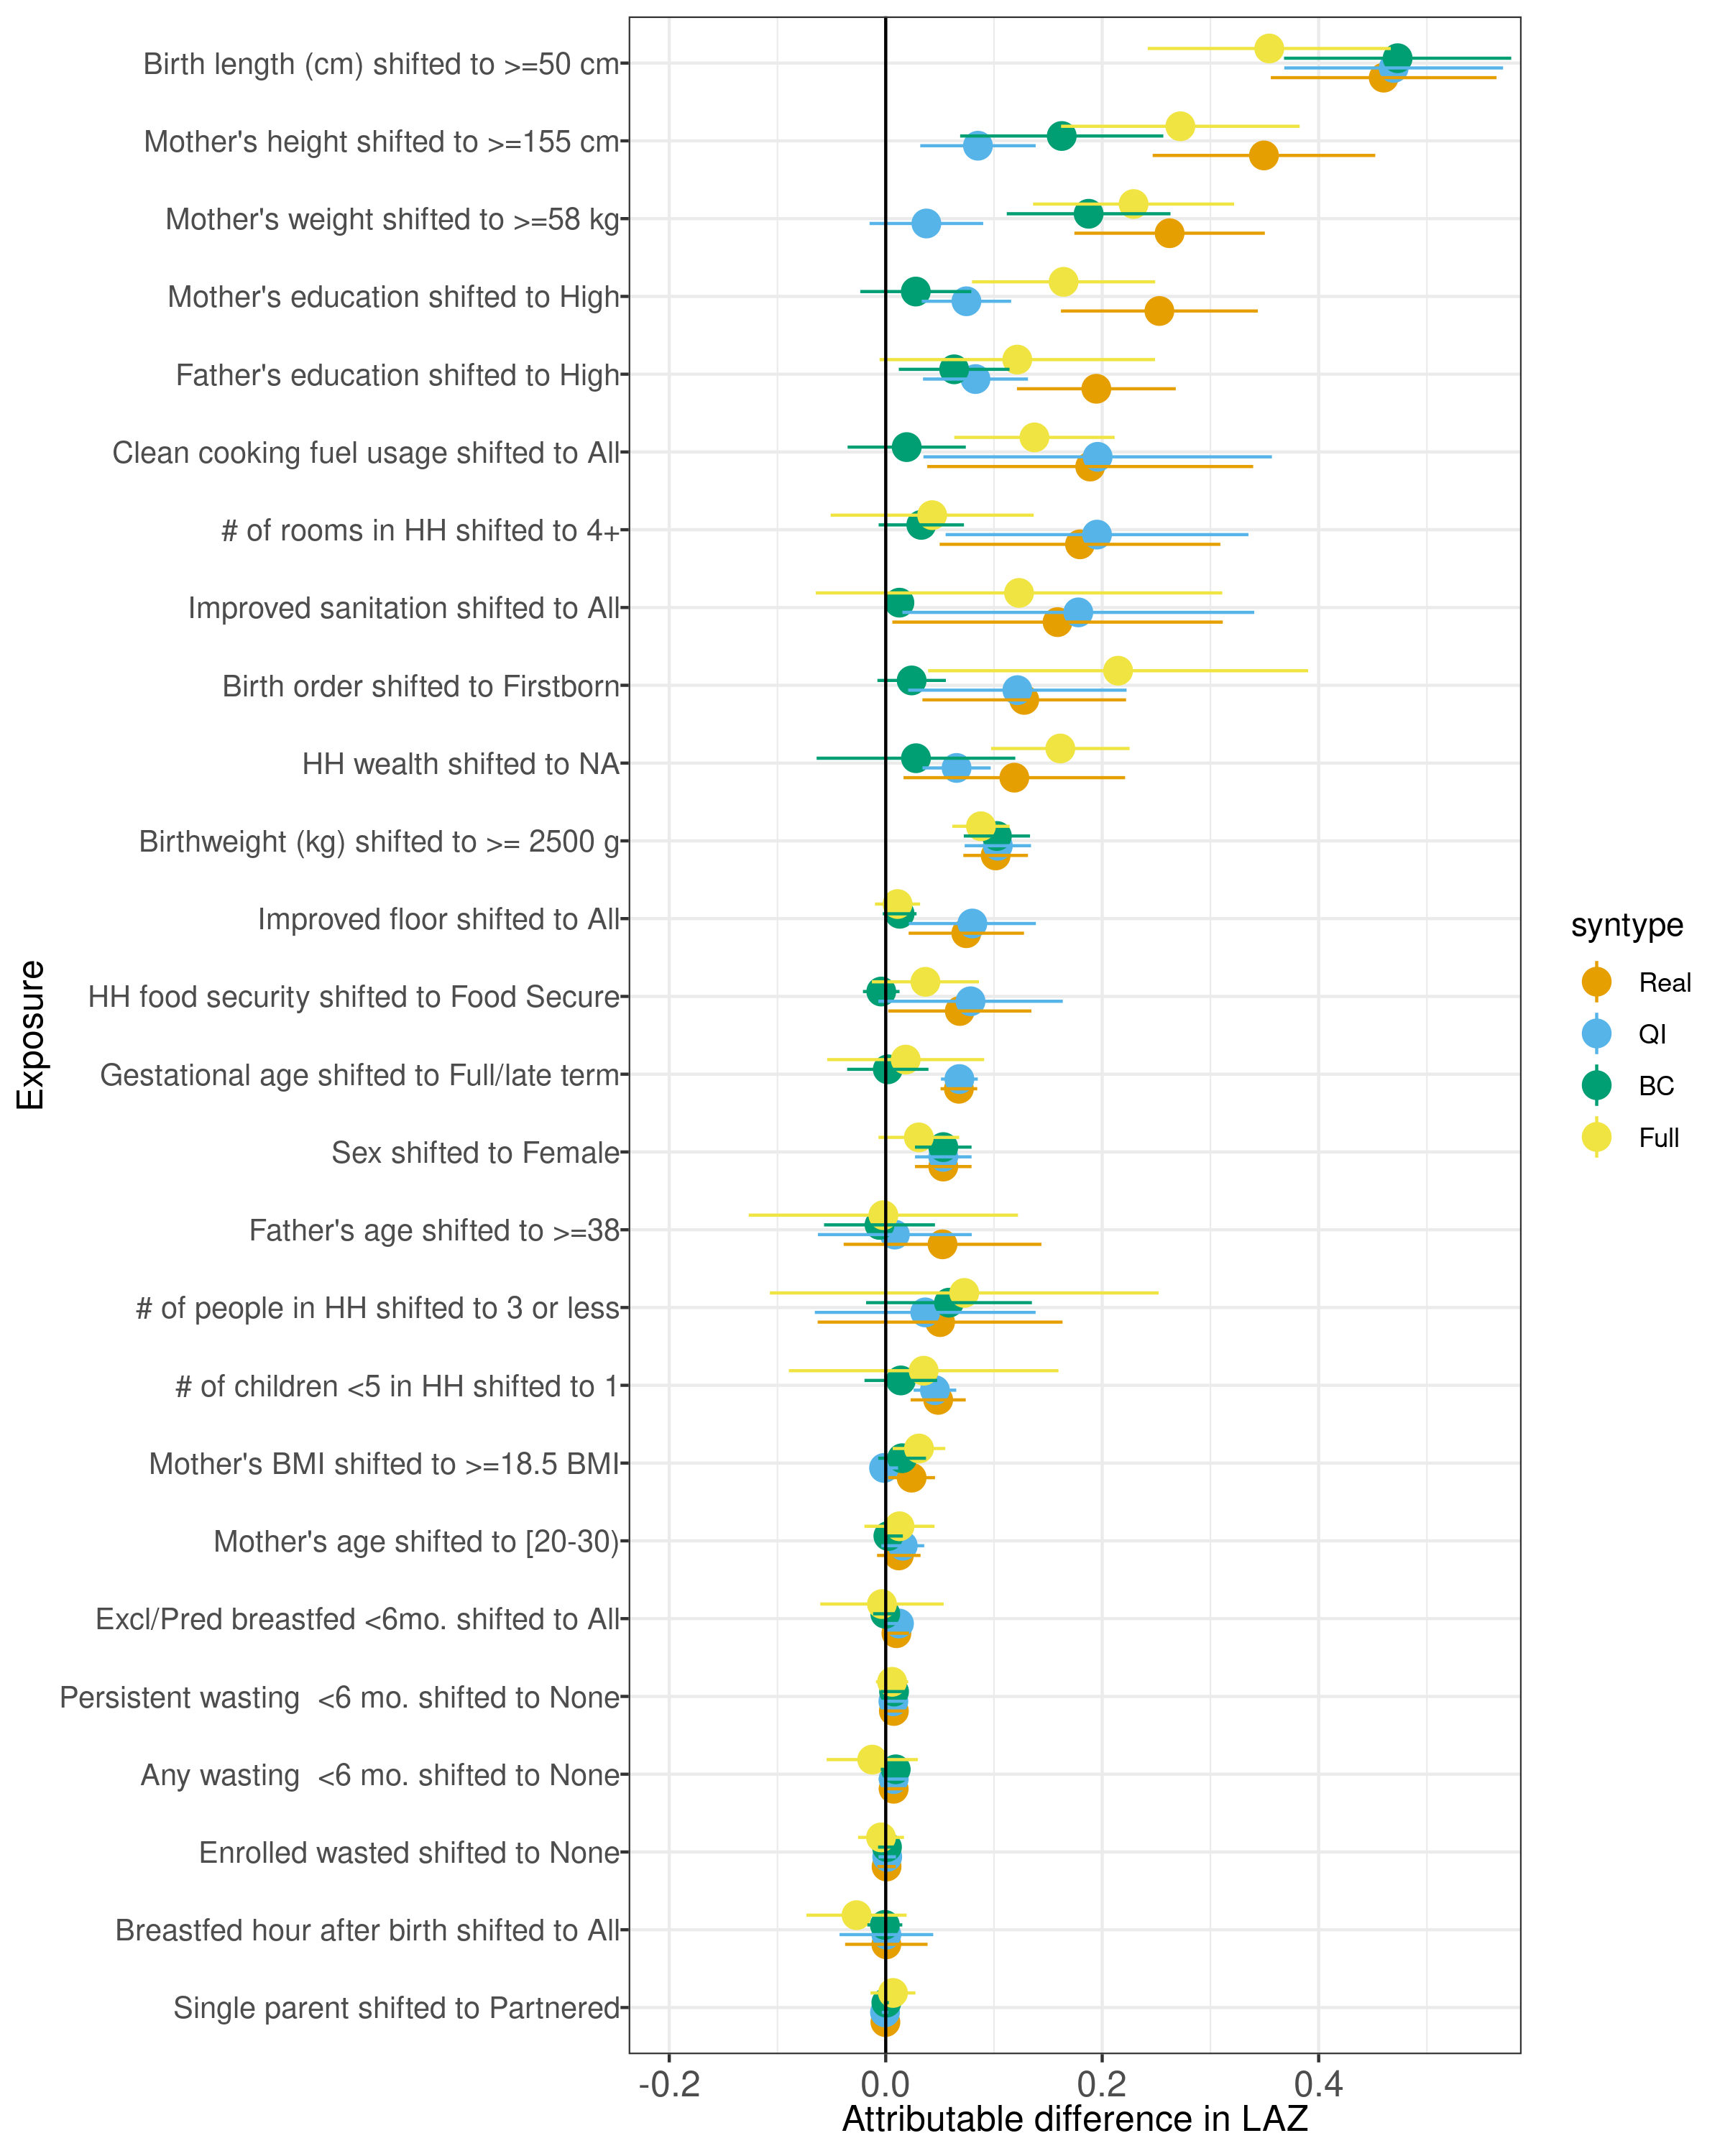 Birth length (cm) shifted to >=50 cm
Mother's height shifted to >=155 cm
Mother's weight shifted to >=58 kg
Mother's education shifted to High
Father's education shifted to High
Clean cooking fuel usage shifted to All
# of rooms in HH shifted to 4+
Improved sanitation shifted to All
Birth order shifted to Firstborn
HH wealth shifted to NA
Birthweight (kg) shifted to >= 2500 g
Improved floor shifted to All
HH food security shifted to Food Secure
Gestational age shifted to Full/late term
Sex shifted to Female
Father's age shifted to >=38
# of people in HH shifted to 3 or less
# of children <5 in HH shifted to 1
Mother's BMI shifted to >=18.5 BMI
Mother's age shifted to [20-30)
Excl/Pred breastfed <6mo. shifted to All
Persistent wasting  <6 mo. shifted to None
Any wasting  <6 mo. shifted to None
Enrolled wasted shifted to None
Breastfed hour after birth shifted to All
Single parent shifted to Partnered
Exposure
-0.2 0.0 0.2 0.4
Attributable difference in LAZ
syntype
Real
QI
BC
Full